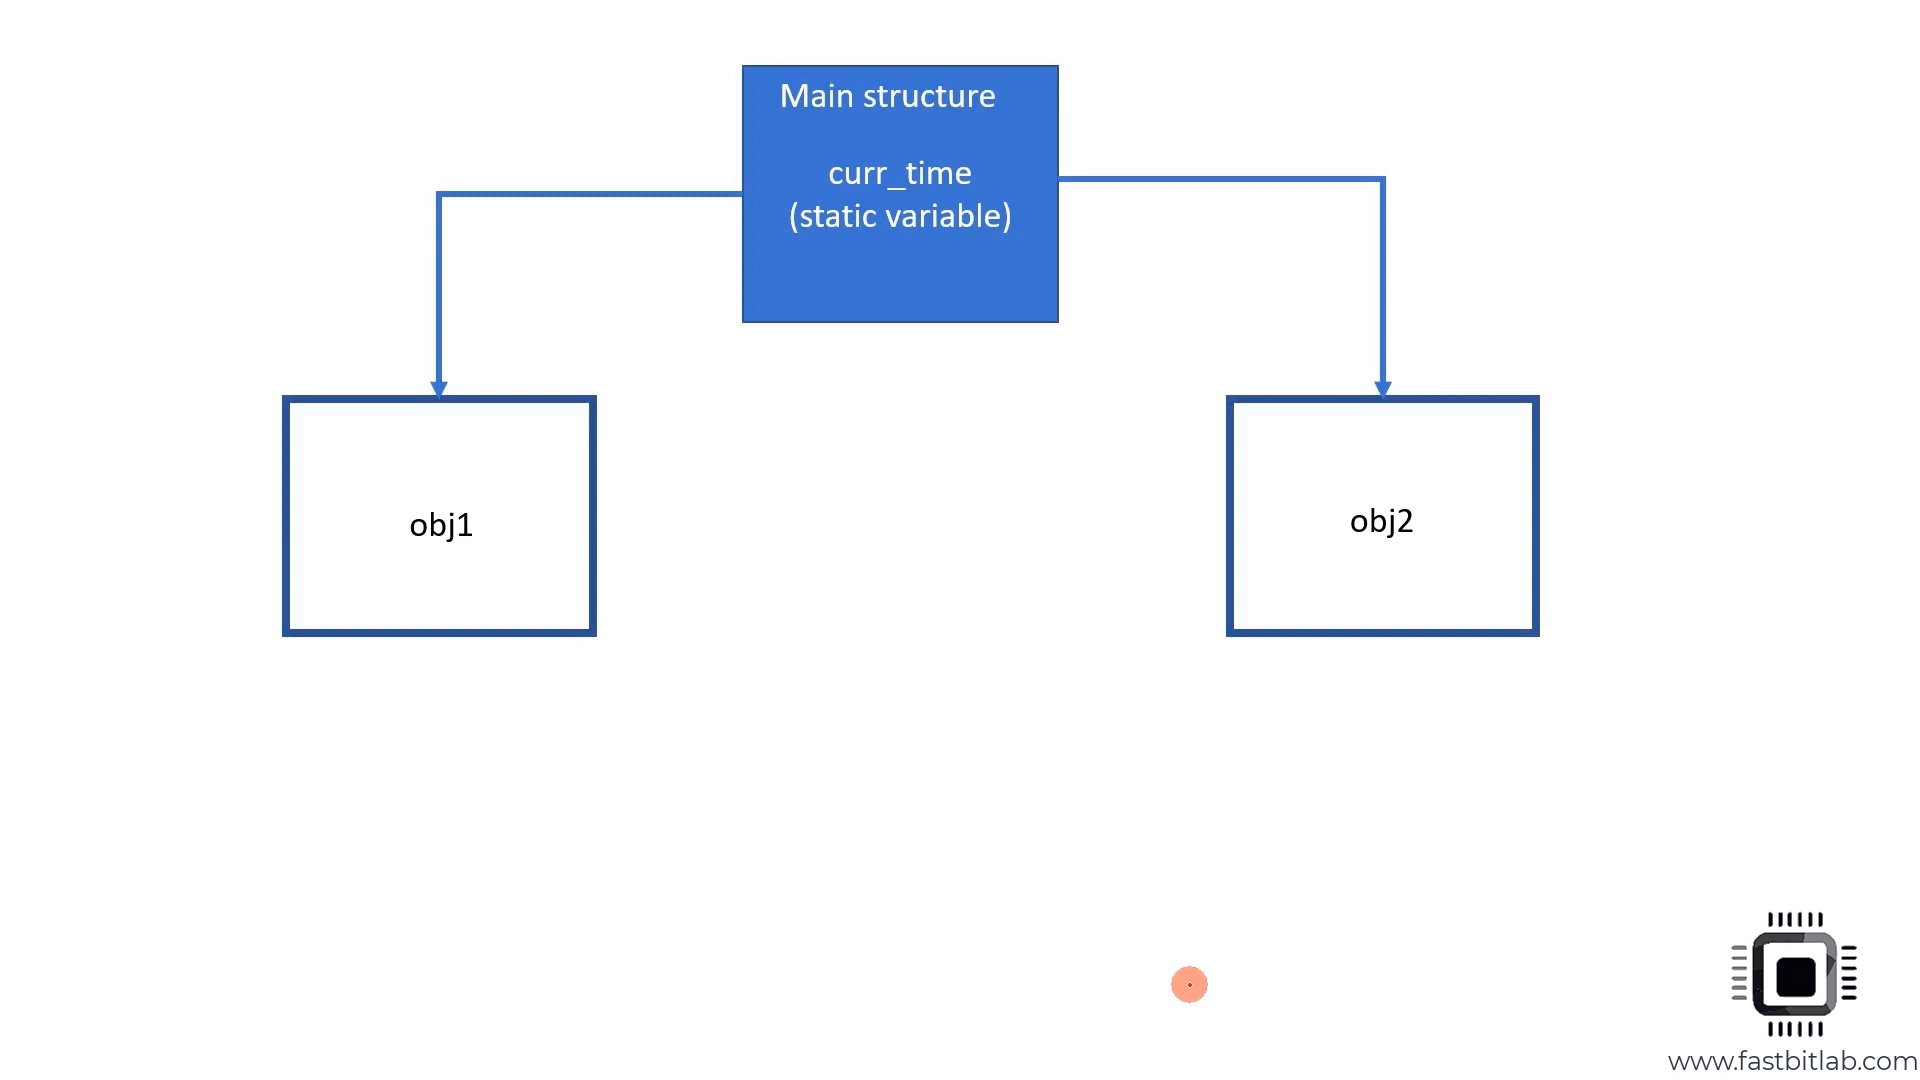 Main structure
curr_time
(static variable)
obj1
obj2
www.fastbitlab.com